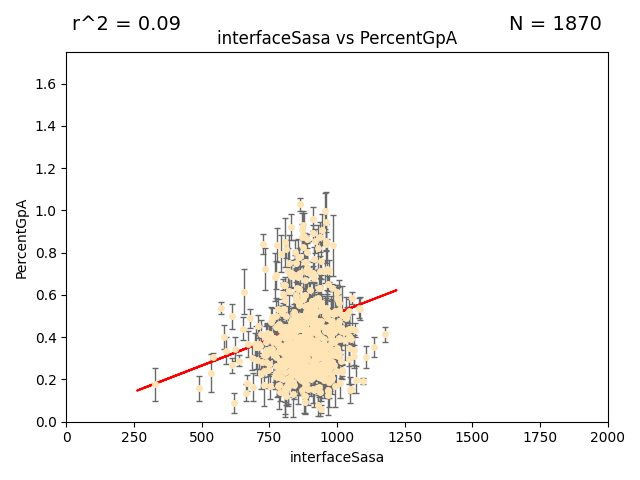 r^2 = 0.09
N = 1870
interfaceSasa vs PercentGpA
PercentGpA
1.6
1.4
1.2
1.0
0.8
0.6
0.4
0.2
0.0
0 250 500 750 1000 1250 1500 1750 2000
interfaceSasa